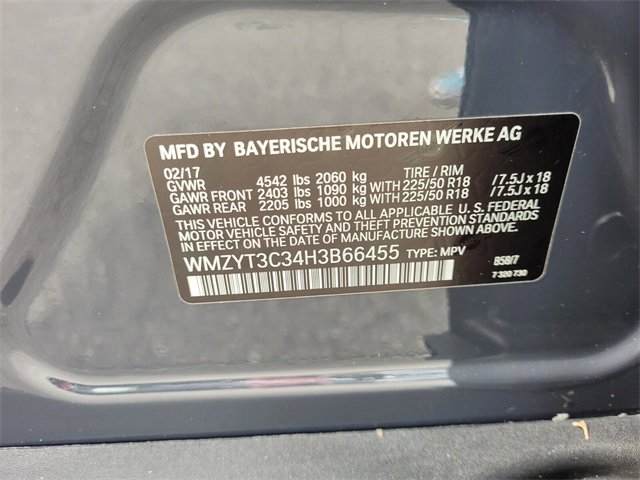 MFD BY BAYERISCHE MOTOREN WERKE AG
02/17 TIRE / RIM
GVWR 4542 lbs 2060 kg
GAWR FRONT 2403 lbs 1090 kg WITH 225/50 R18 /7.5J x 18
GAWR REAR 2205 lbs 1000 kg WITH 225/50 R18 /7.5J x 18
THIS VEHICLE CONFORMS TO ALL APPLICABLE U.S. FEDERAL
MOTOR VEHICLE SAFETY, BUMPER, AND THEFT PREVENTION STANDARDS
IN EFFECT ON THE DATE OF MANUFACTURE SHOWN ABOVE.
WMZYT3C34H3B66455 TYPE: MPV
7 320 730